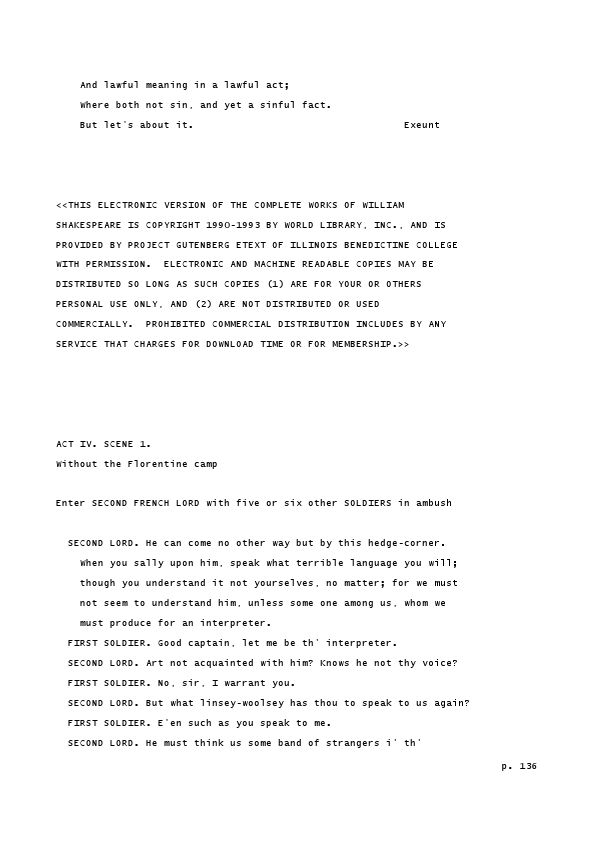 And lawful meaning in a lawful act;
Where both not sin, and yet a sinful fact.
But let's about it. Exeunt
<<THIS ELECTRONIC VERSION OF THE COMPLETE WORKS OF WILLIAM
SHAKESPEARE IS COPYRIGHT 1990-1993 BY WORLD LIBRARY, INC., AND IS
PROVIDED BY PROJECT GUTENBERG ETEXT OF ILLINOIS BENEDICTINE COLLEGE
WITH PERMISSION.  ELECTRONIC AND MACHINE READABLE COPIES MAY BE
DISTRIBUTED SO LONG AS SUCH COPIES (1) ARE FOR YOUR OR OTHERS
PERSONAL USE ONLY, AND (2) ARE NOT DISTRIBUTED OR USED
COMMERCIALLY.  PROHIBITED COMMERCIAL DISTRIBUTION INCLUDES BY ANY
SERVICE THAT CHARGES FOR DOWNLOAD TIME OR FOR MEMBERSHIP.>>
ACT IV. SCENE 1.
Without the Florentine camp
Enter SECOND FRENCH LORD with five or six other SOLDIERS in ambush
SECOND LORD. He can come no other way but by this hedge-corner.
When you sally upon him, speak what terrible language you will;
though you understand it not yourselves, no matter; for we must
not seem to understand him, unless some one among us, whom we
must produce for an interpreter.
FIRST SOLDIER. Good captain, let me be th' interpreter.
SECOND LORD. Art not acquainted with him? Knows he not thy voice?
FIRST SOLDIER. No, sir, I warrant you.
SECOND LORD. But what linsey-woolsey has thou to speak to us again?
FIRST SOLDIER. E'en such as you speak to me.
SECOND LORD. He must think us some band of strangers i' th'
p. 136